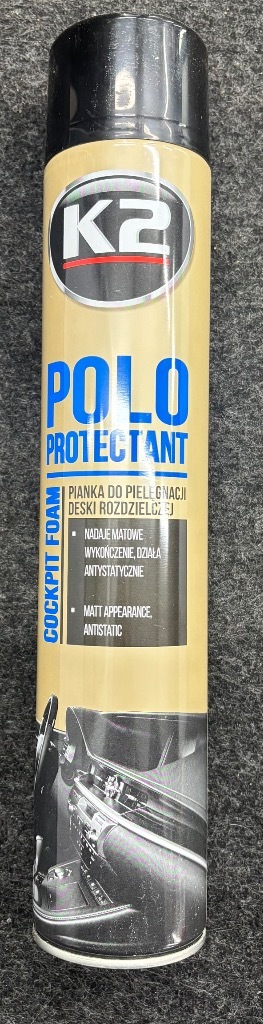 K2
POLO
PROTECTANT
COCKPIT FOAM
PIANKA DO PIELĘGNACJI
DESKI ROZDZIELCZEJ
NADAJE MATOWE
WYKOŃCZENIE, DZIAŁA
ANTYSTATYCZNIE
MATT APPEARANCE,
ANTISTATIC